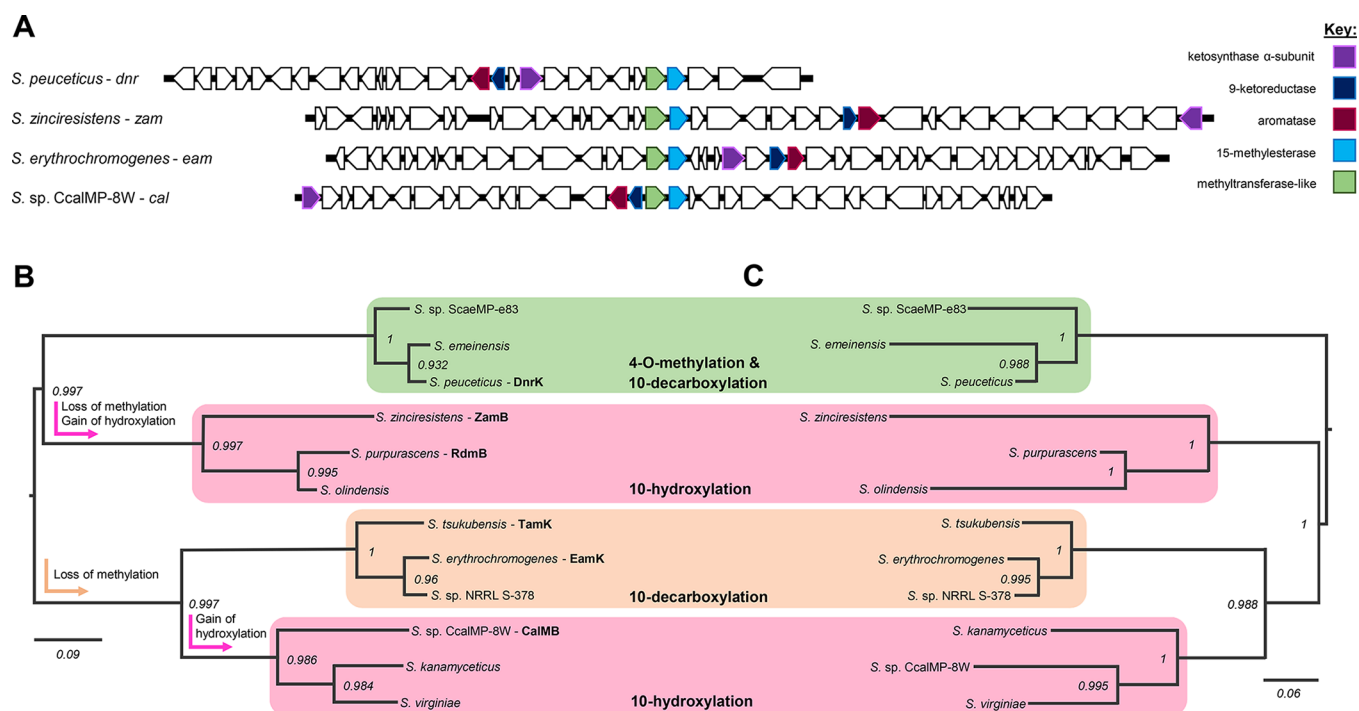 A
Key:
S. peuceticus - dnr
S. zinciresistens - zam
S. erythrochromogenes - eam
S. sp. CcalMP-8W - cal
ketosynthase α-subunit
9-ketoreductase
aromatase
15-methylesterase
methyltransferase-like
B
C
S. sp. ScaeMP-e83
1
S. emeinensis
0.932
S. peuceticus - DnrK
4-O-methylation &
10-decarboxylation
S. sp. ScaeMP-e83
1
S. emeinensis
0.988
S. peuceticus
0.997
Loss of methylation
Gain of hydroxylation
S. zinciresistens - ZamB
0.997
S. purpurascens - RdmB
0.995
S. olindensis
10-hydroxylation
S. zinciresistens
1
S. purpurascens
1
S. olindensis
1
Loss of methylation
S. tsukubensis - TamK
1
S. erythrochromogenes - EamK
0.96
S. sp. NRRL S-378
10-decarboxylation
S. tsukubensis
1
S. erythrochromogenes
0.995
S. sp. NRRL S-378
0.988
0.997
Gain of
hydroxylation
S. sp. CcalMP-8W - CalMB
0.986
S. kanamyceticus
0.984
S. virginiae
10-hydroxylation
S. kanamyceticus
1
S. sp. CcalMP-8W
0.995
S. virginiae
0.09
0.06